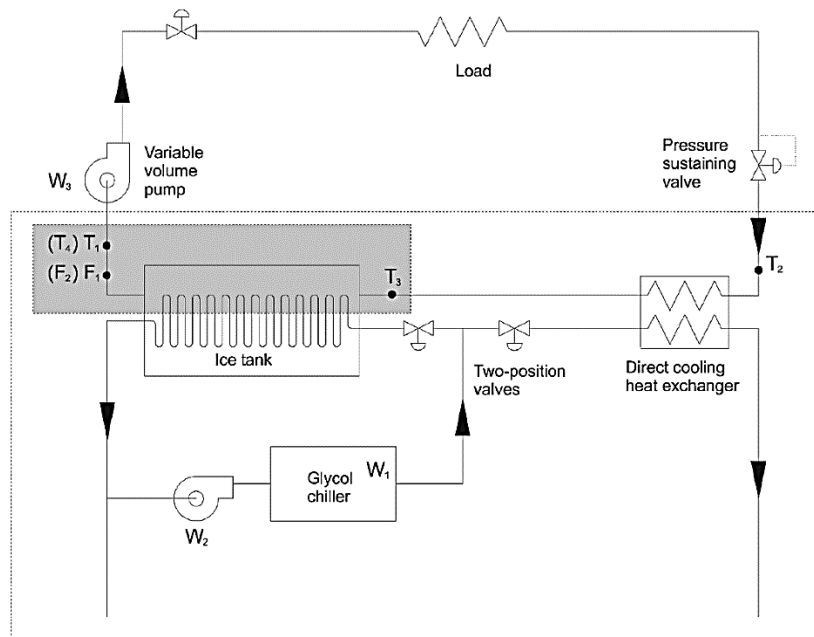 Load
Variable
volume
pump
W₃
Pressure
sustaining
valve
(T₄) T₁
(F₂) F₁
T₃
T₂
Ice tank
Two-position
valves
Direct cooling
heat exchanger
Glycol
chiller
W₁
W₂